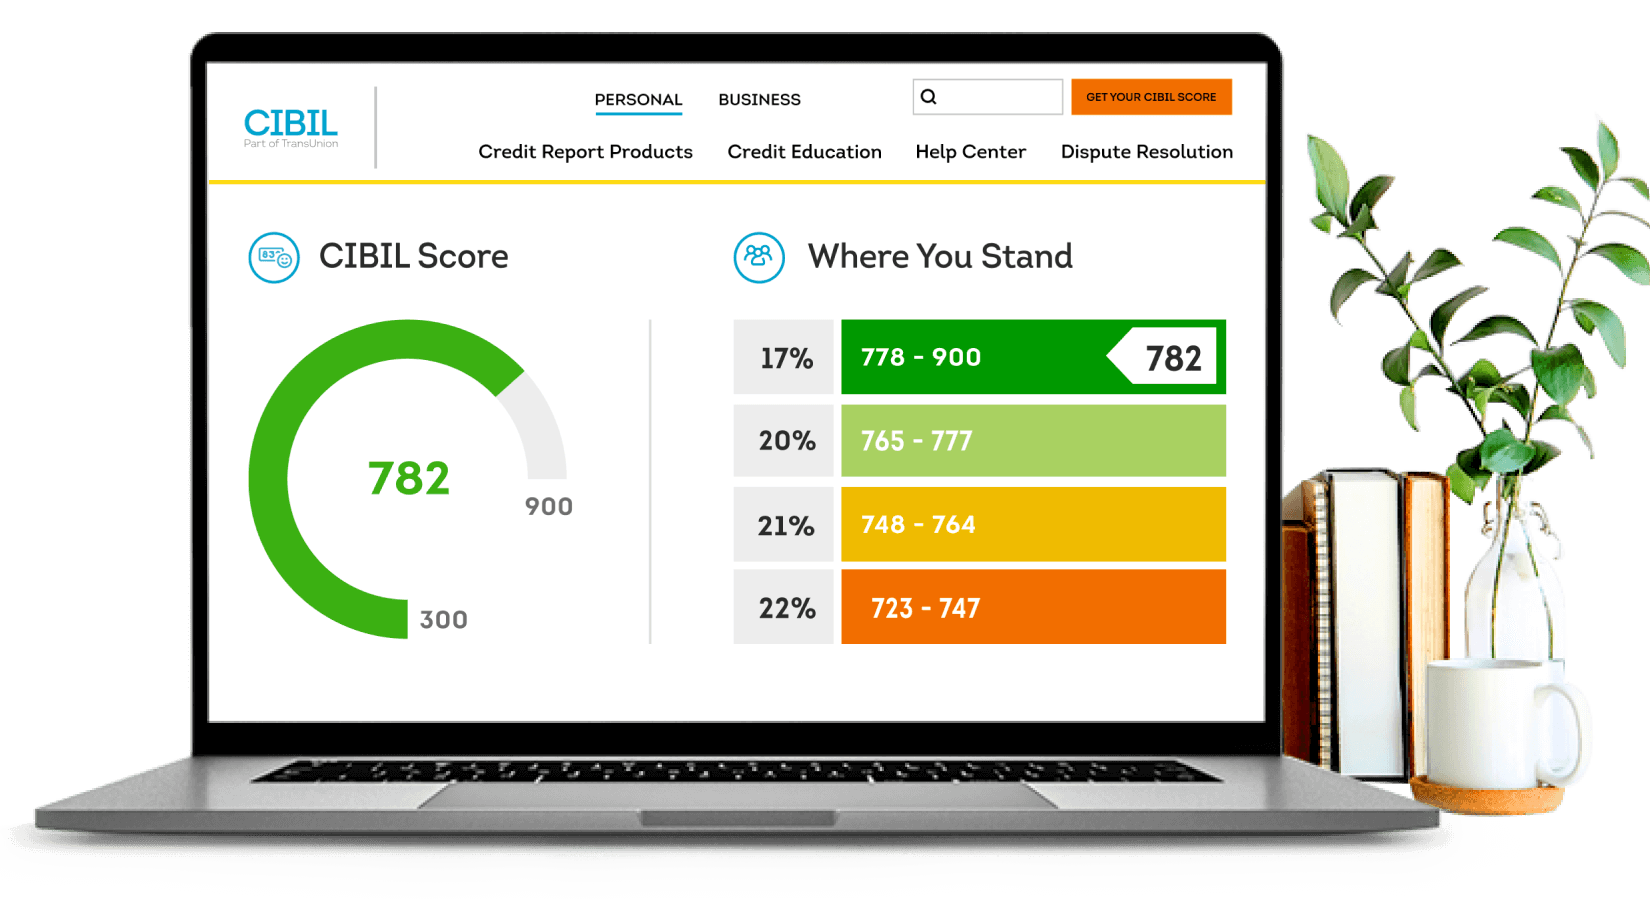 PERSONAL BUSINESS
GET YOUR CIBIL SCORE
CIBIL
Part of TransUnion
Credit Report Products Credit Education Help Center Dispute Resolution
CIBIL Score
Where You Stand
782
900
300
17% 778 - 900 782
20% 765 - 777
21% 748 - 764
22% 723 - 747